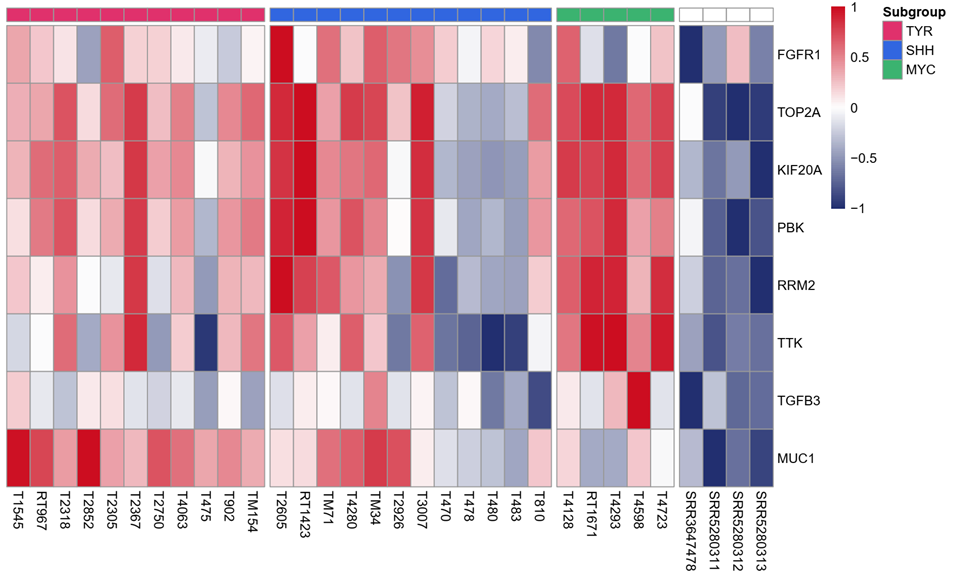 Subgroup
TYR
SHH
MYC
1
0.5
0
−0.5
−1
FGFR1
TOP2A
KIF20A
PBK
RRM2
TTK
TGFB3
MUC1
T1545
RT967
T2318
T2852
T2305
T2367
T2750
T4063
T475
T902
TM154
T2605
RT1423
TM71
T4280
TM34
T2926
T3007
T470
T478
T480
T483
T810
T4128
RT1671
T4293
T4598
T4723
SRR3647478
SRR5280311
SRR5280312
SRR5280313